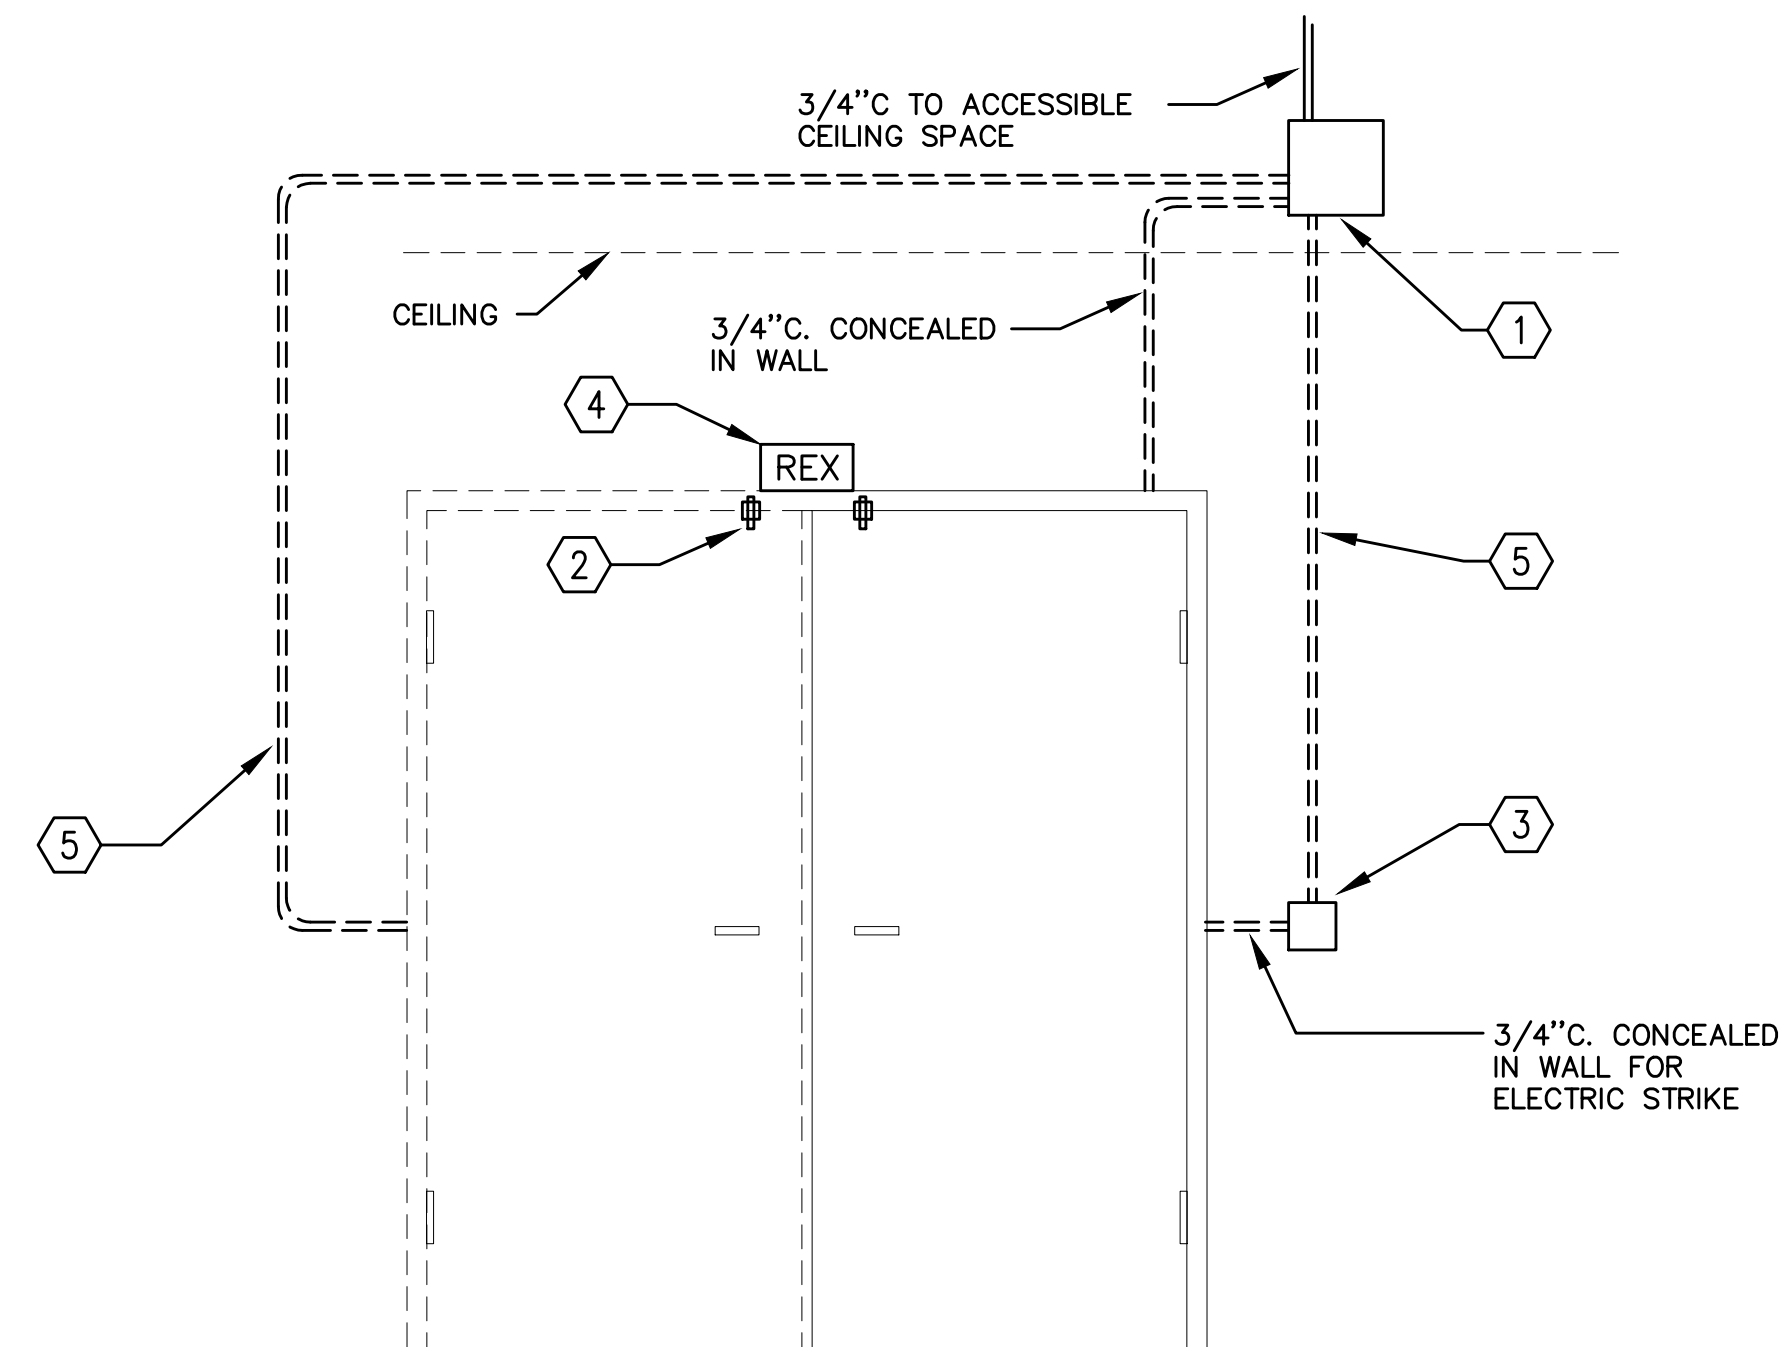 3/4"C TO ACCESSIBLE
CEILING SPACE
CEILING
3/4"C. CONCEALED
IN WALL
1
4
REX
2
5
5
3
3/4"C. CONCEALED
IN WALL FOR
ELECTRIC STRIKE